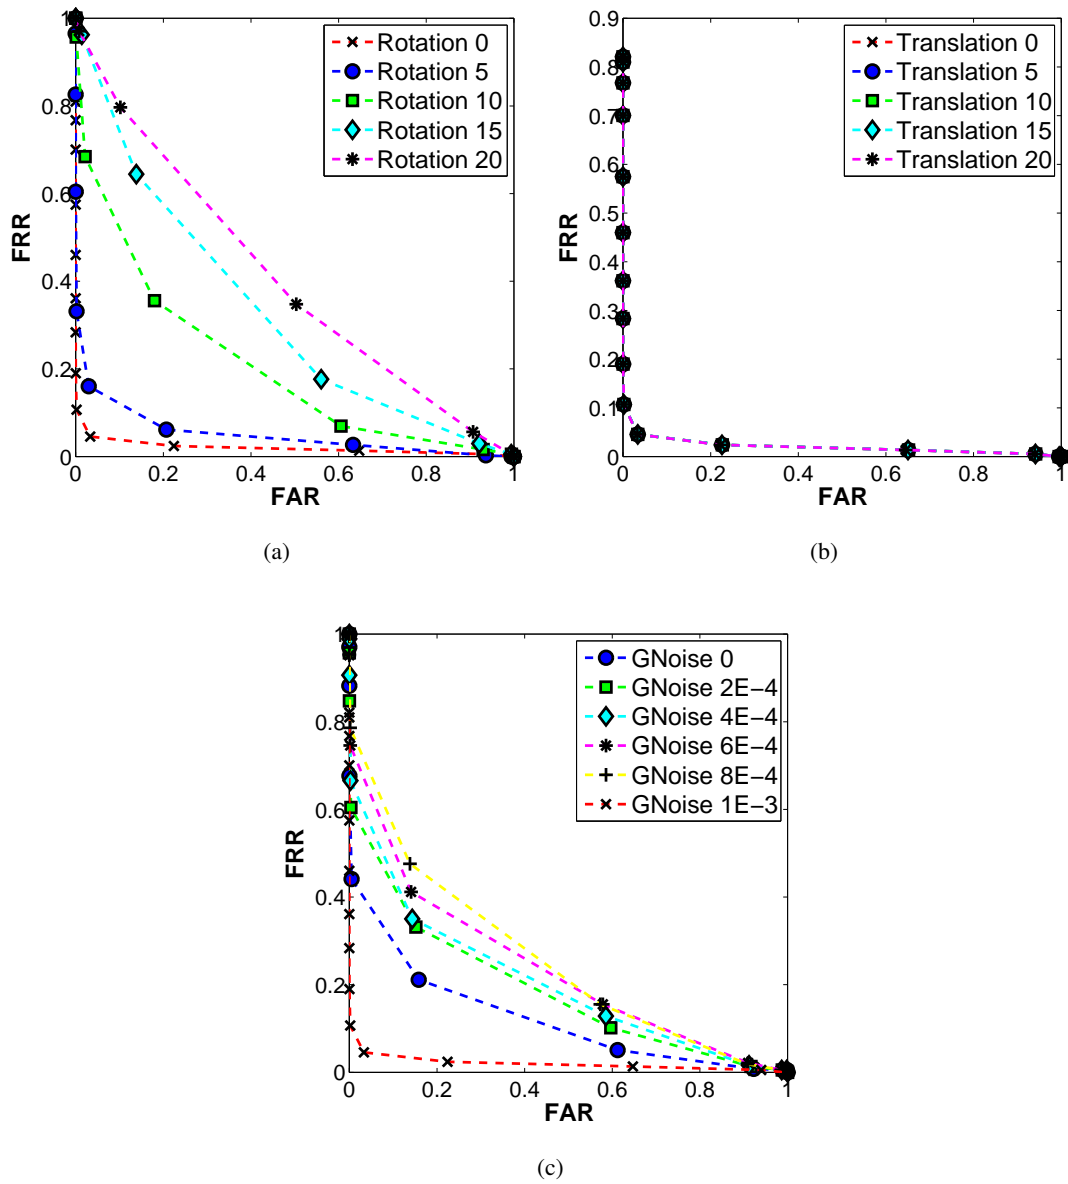 1
0.8
0.6
0.4
0.2
0
0 0.2 0.4 0.6 0.8 1
FRR
FAR
Rotation 0
Rotation 5
Rotation 10
Rotation 15
Rotation 20
(a)
0.9
0.8
0.7
0.6
0.5
0.4
0.3
0.2
0.1
0
0 0.2 0.4 0.6 0.8 1
FRR
FAR
Translation 0
Translation 5
Translation 10
Translation 15
Translation 20
(b)
1
0.8
0.6
0.4
0.2
0
0 0.2 0.4 0.6 0.8 1
FRR
FAR
GNoise 0
GNoise 2E−4
GNoise 4E−4
GNoise 6E−4
GNoise 8E−4
GNoise 1E−3
(c)